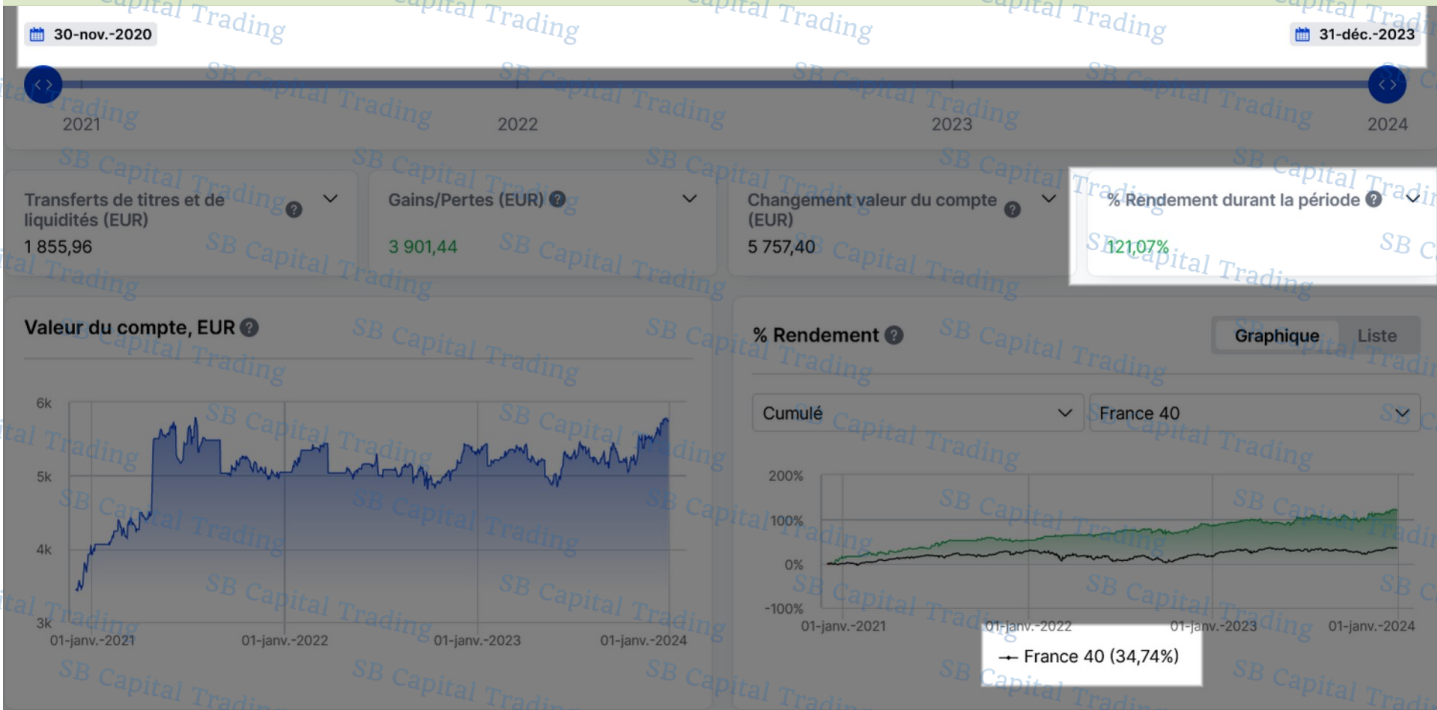 30-nov.-2020
31-déc.-2023
2021
2022
2023
2024
Transferts de titres et de
liquidités (EUR)
1 855,96
Gains/Pertes (EUR)
3 901,44
Changement valeur du compte
(EUR)
5 757,40
% Rendement durant la période
121,07%
Valeur du compte, EUR
6k
5k
4k
3k
01-janv.-2021
01-janv.-2022
01-janv.-2023
01-janv.-2024
% Rendement
Graphique
Liste
Cumulé
France 40
200%
100%
0%
-100%
01-janv.-2021
01-janv.-2022
01-janv.-2023
01-janv.-2024
France 40 (34,74%)
SB Capital Trading